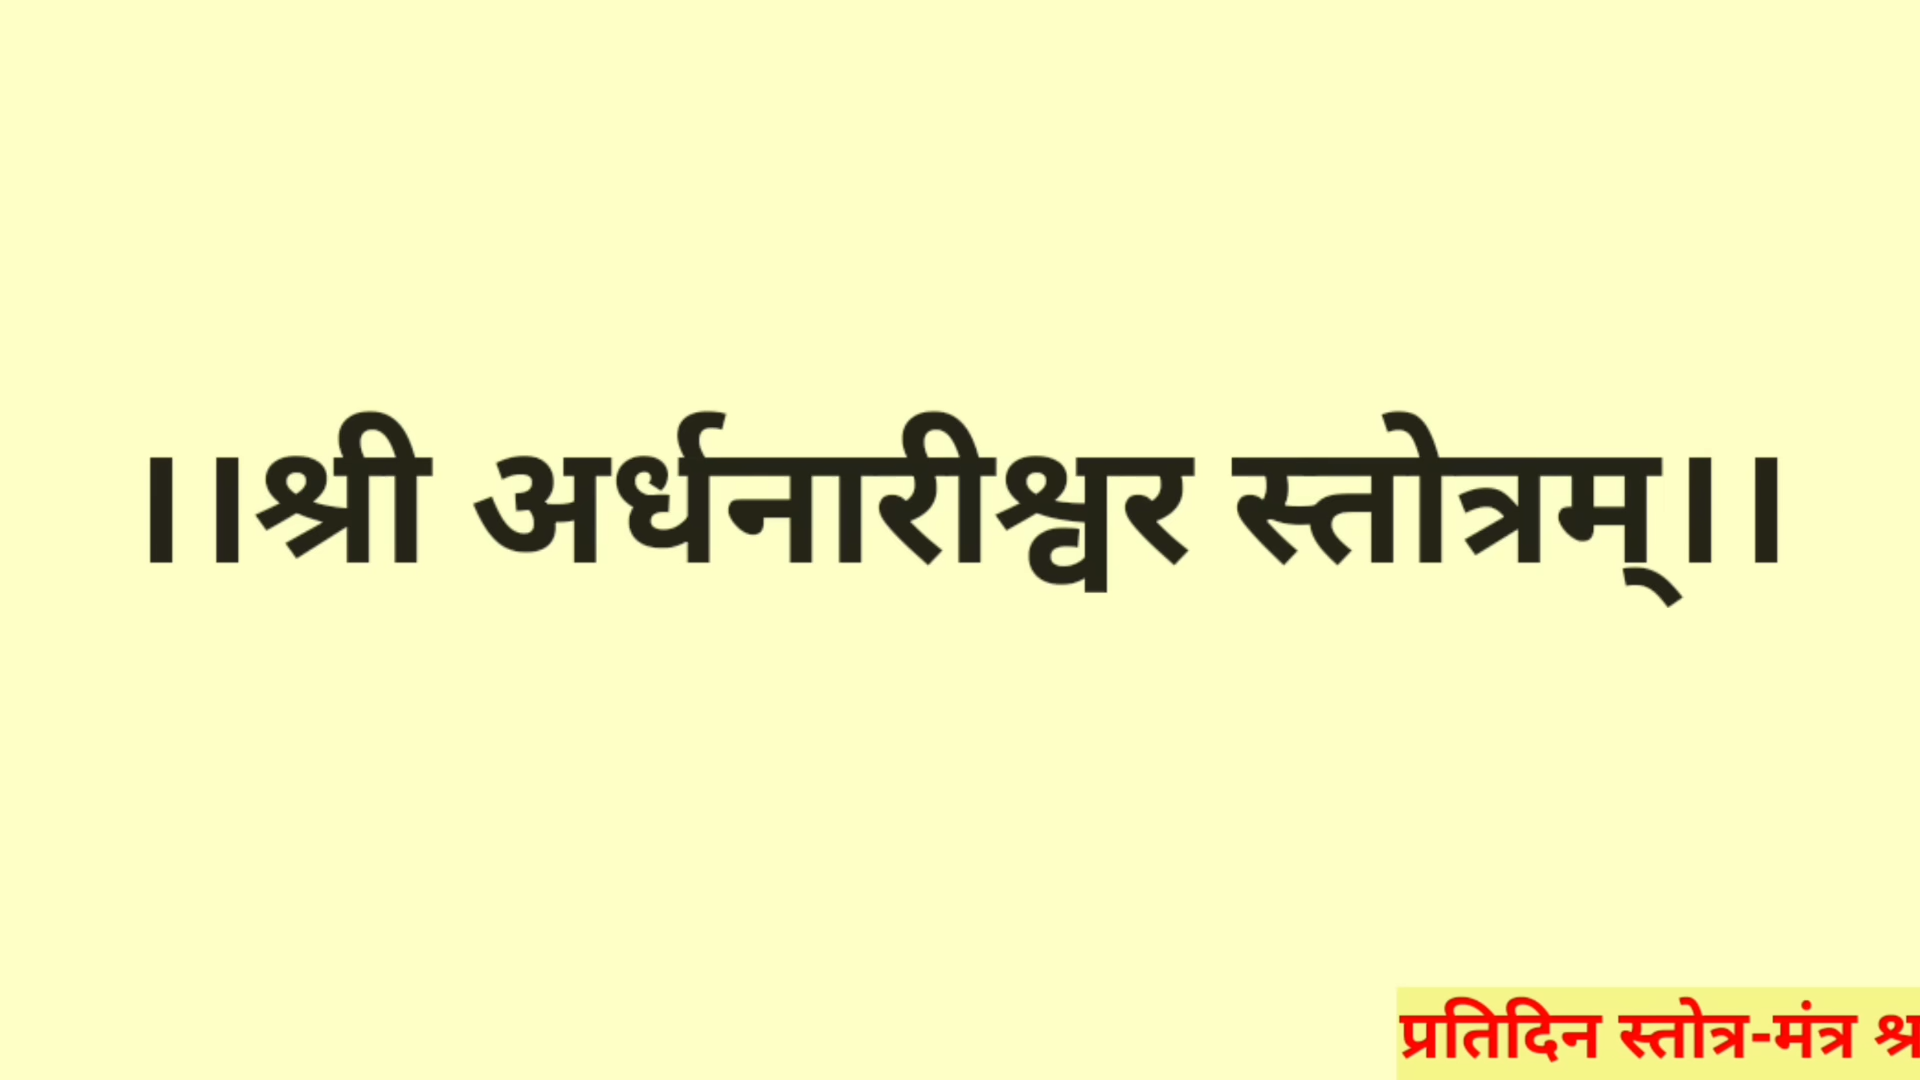 ।।श्री अर्धनारीश्वर स्तोत्रम्।।
प्रतिदिन स्तोत्र-मंत्र